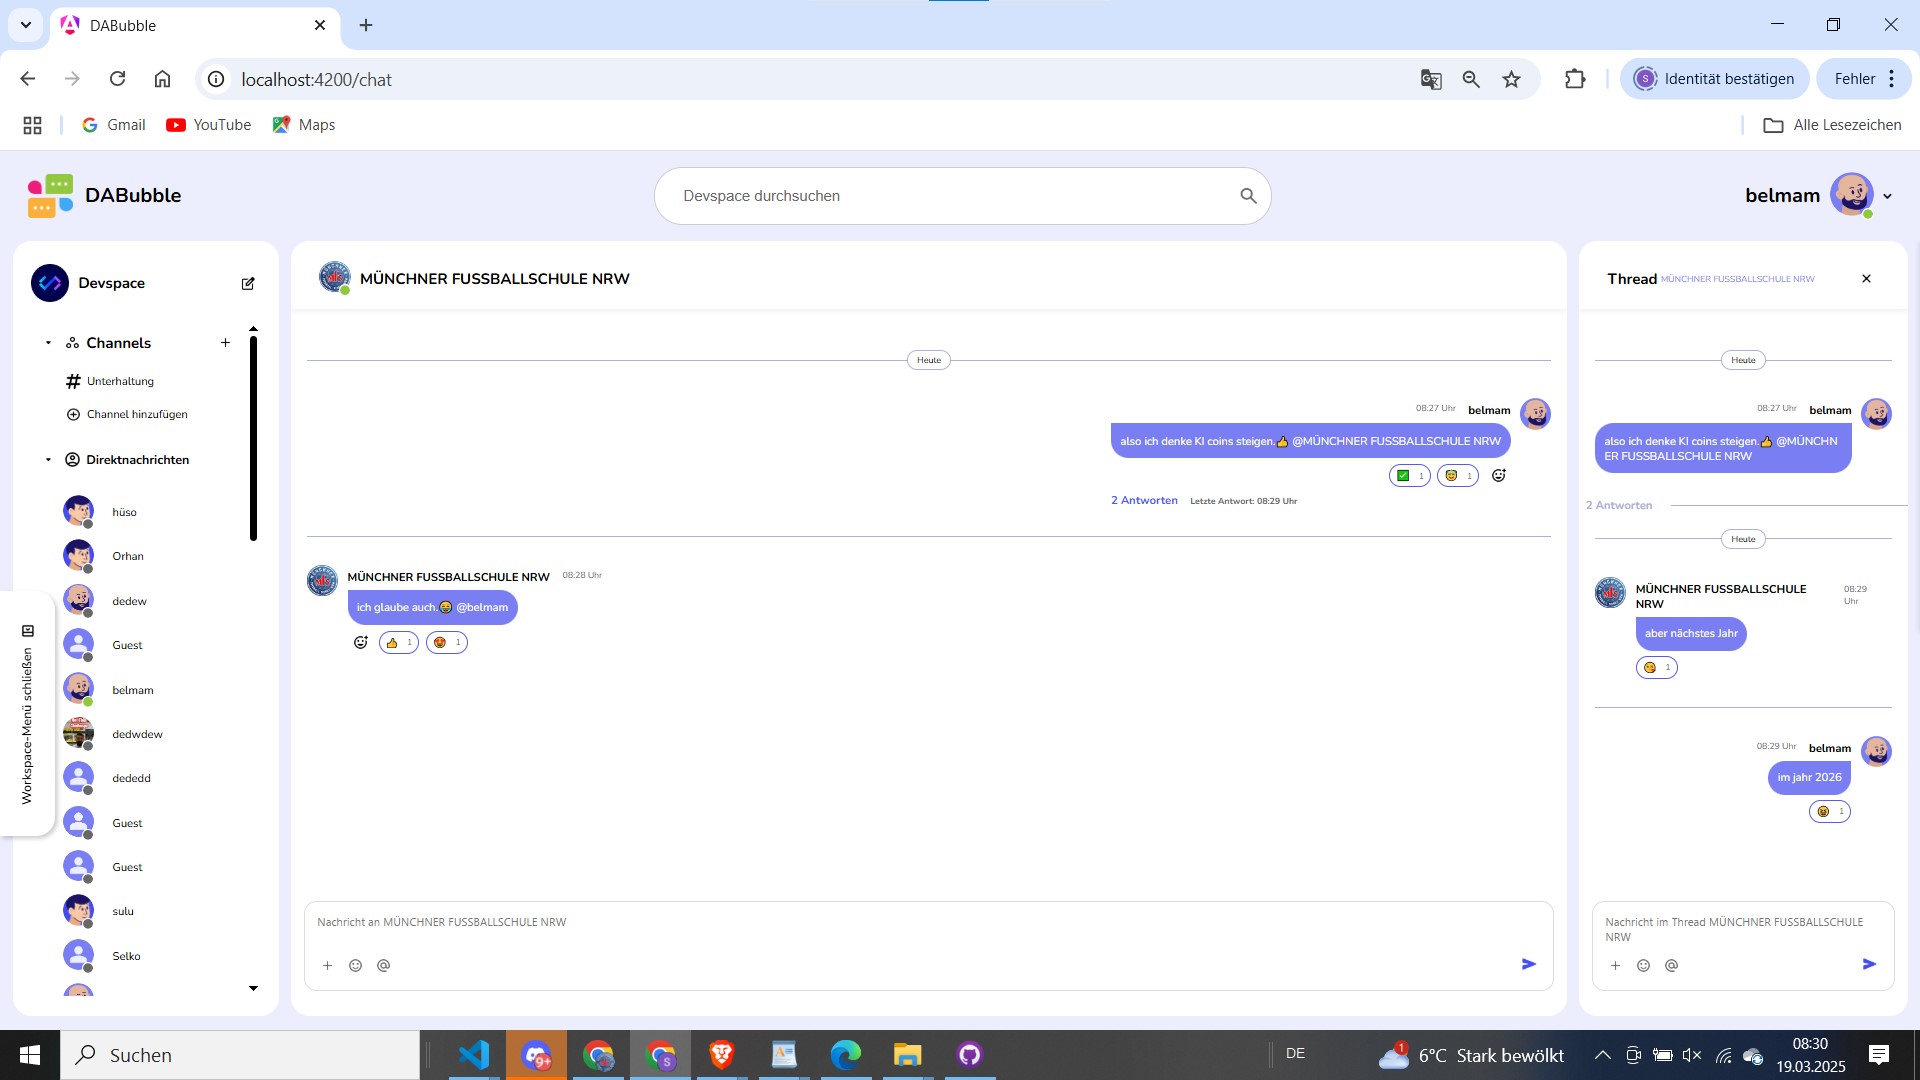 DABubble
localhost:4200/chat
Identität bestätigen
Fehler
Gmail
YouTube
Maps
Alle Lesezeichen
DABubble
Devspace durchsuchen
belmam
Devspace
Channels
Unterhaltung
Channel hinzufügen
Direktnachrichten
hüso
Orhan
dedew
Guest
belmam
dedwdew
dededd
Guest
Guest
sulu
Selko
Workspace-Menü schließen
MÜNCHNER FUSSBALLSCHULE NRW
Heute
08:27 Uhr belmam
also ich denke KI coins steigen.👍 @MÜNCHNER FUSSBALLSCHULE NRW
✅ 1 😇 1
2 Antworten Letzte Antwort: 08:29 Uhr
MÜNCHNER FUSSBALLSCHULE NRW 08:28 Uhr
ich glaube auch.😂 @belmam
👍 1 😍 1
Nachricht an MÜNCHNER FUSSBALLSCHULE NRW
Thread MÜNCHNER FUSSBALLSCHULE NRW
Heute
08:27 Uhr belmam
also ich denke KI coins steigen.👍 @MÜNCHN
ER FUSSBALLSCHULE NRW
2 Antworten
Heute
MÜNCHNER FUSSBALLSCHULE
NRW
08:29
Uhr
aber nächstes Jahr
😘 1
08:29 Uhr belmam
im jahr 2026
😆 1
Nachricht im Thread MÜNCHNER FUSSBALLSCHULE
NRW
Suchen
9+
S
DE
1
6°C Stark bewölkt
08:30
19.03.2025